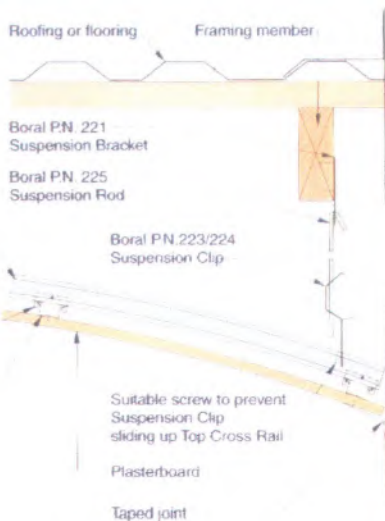 Roofing or flooring Framing member
Boral P.N. 221
Suspension Bracket
Boral P.N. 225
Suspension Rod
Boral P.N.223/224
Suspension Clip
Suitable screw to prevent
Suspension Clip
sliding up Top Cross Rail
Plasterboard
Taped joint